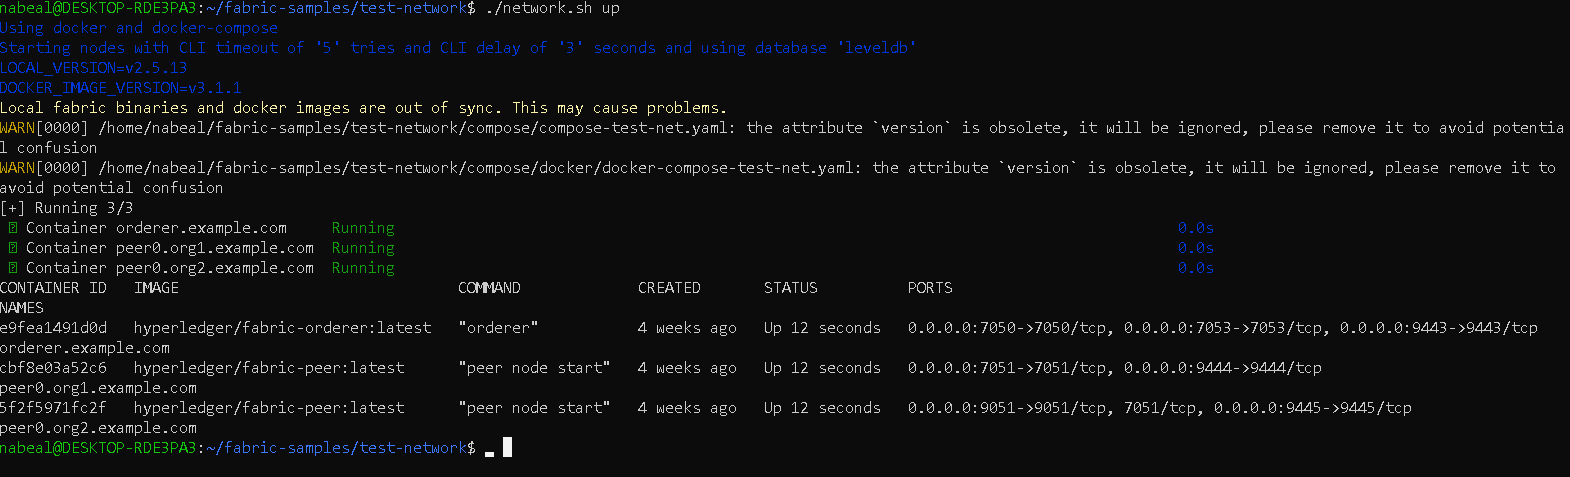 nabeal@DESKTOP-RDE3PA3:~/fabric-samples/test-network$ ./network.sh up
Using docker and docker-compose
Starting nodes with CLI timeout of '5' tries and CLI delay of '3' seconds and using database 'leveldb'
LOCAL_VERSION=v2.5.13
DOCKER_IMAGE_VERSION=v3.1.1
Local fabric binaries and docker images are out of sync. This may cause problems.
WARN[0000] /home/nabeal/fabric-samples/test-network/compose/compose-test-net.yaml: the attribute `version` is obsolete, it will be ignored, please remove it to avoid potentia
l confusion
WARN[0000] /home/nabeal/fabric-samples/test-network/compose/docker/docker-compose-test-net.yaml: the attribute `version` is obsolete, it will be ignored, please remove it to
avoid potential confusion
[+] Running 3/3
Container orderer.example.com Running 0.0s
Container peer0.org1.example.com Running 0.0s
Container peer0.org2.example.com Running 0.0s
CONTAINER ID IMAGE COMMAND CREATED STATUS PORTS
NAMES
e9fea1491d0d hyperledger/fabric-orderer:latest "orderer" 4 weeks ago Up 12 seconds 0.0.0.0:7050->7050/tcp, 0.0.0.0:7053->7053/tcp, 0.0.0.0:9443->9443/tcp
orderer.example.com
cbf8e03a52c6 hyperledger/fabric-peer:latest "peer node start" 4 weeks ago Up 12 seconds 0.0.0.0:7051->7051/tcp, 0.0.0.0:9444->9444/tcp
peer0.org1.example.com
5f2f5971fc2f hyperledger/fabric-peer:latest "peer node start" 4 weeks ago Up 12 seconds 0.0.0.0:9051->9051/tcp, 7051/tcp, 0.0.0.0:9445->9445/tcp
peer0.org2.example.com
nabeal@DESKTOP-RDE3PA3:~/fabric-samples/test-network$